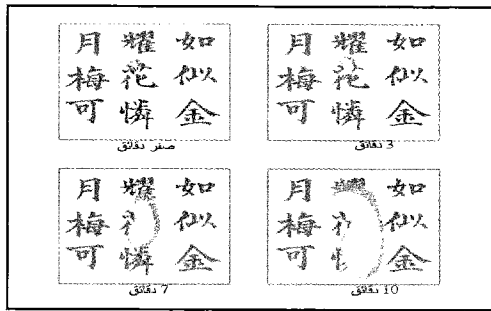 月 耀 如
梅 花 似
可 憐 金
صفر دقائق
月 耀 如
梅 花 似
可 憐 金
3 دقائق
月 耀 如
梅 似
可 憐 金
7 دقائق
月 耀 如
梅 似
可 金
10 دقائق